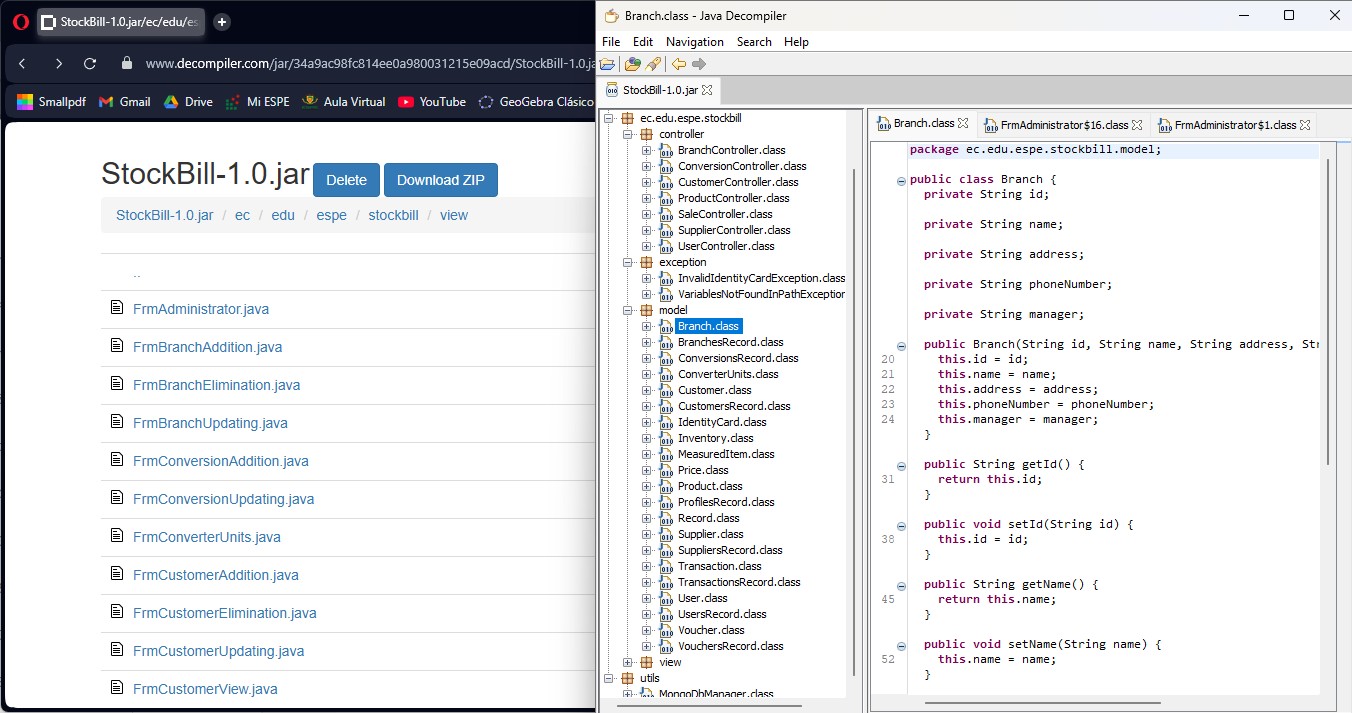 StockBill-1.0.jar/ec/edu/es
www.decompiler.com/jar/34a9ac98fc814ee0a980031215e09acd/StockBill-1.0.ja
Smallpdf
Gmail
Drive
Mi ESPE
Aula Virtual
YouTube
GeoGebra Clásico
StockBill-1.0.jar
Delete
Download ZIP
StockBill-1.0.jar / ec / edu / espe / stockbill / view
..
FrmAdministrator.java
FrmBranchAddition.java
FrmBranchElimination.java
FrmBranchUpdating.java
FrmConversionAddition.java
FrmConversionUpdating.java
FrmConverterUnits.java
FrmCustomerAddition.java
FrmCustomerElimination.java
FrmCustomerUpdating.java
FrmCustomerView.java
Branch.class - Java Decompiler
File Edit Navigation Search Help
StockBill-1.0.jar
ec.edu.espe.stockbill
controller
BranchController.class
ConversionController.class
CustomerController.class
ProductController.class
SaleController.class
SupplierController.class
UserController.class
exception
InvalidIdentityCardException.class
VariablesNotFoundInPathException
model
Branch.class
BranchesRecord.class
ConversionsRecord.class
ConverterUnits.class
Customer.class
CustomersRecord.class
IdentityCard.class
Inventory.class
MeasuredItem.class
Price.class
Product.class
ProfilesRecord.class
Record.class
Supplier.class
SuppliersRecord.class
Transaction.class
TransactionsRecord.class
User.class
UsersRecord.class
Voucher.class
VouchersRecord.class
view
utils
MongoDbManager.class
Branch.class
FrmAdministrator$16.class
FrmAdministrator$1.class
package ec.edu.espe.stockbill.model;
public class Branch {
private String id;
private String name;
private String address;
private String phoneNumber;
private String manager;
public Branch(String id, String name, String address, Str
20 this.id = id;
21 this.name = name;
22 this.address = address;
23 this.phoneNumber = phoneNumber;
24 this.manager = manager;
}
public String getId() {
31 return this.id;
}
public void setId(String id) {
38 this.id = id;
}
public String getName() {
45 return this.name;
}
public void setName(String name) {
52 this.name = name;
}